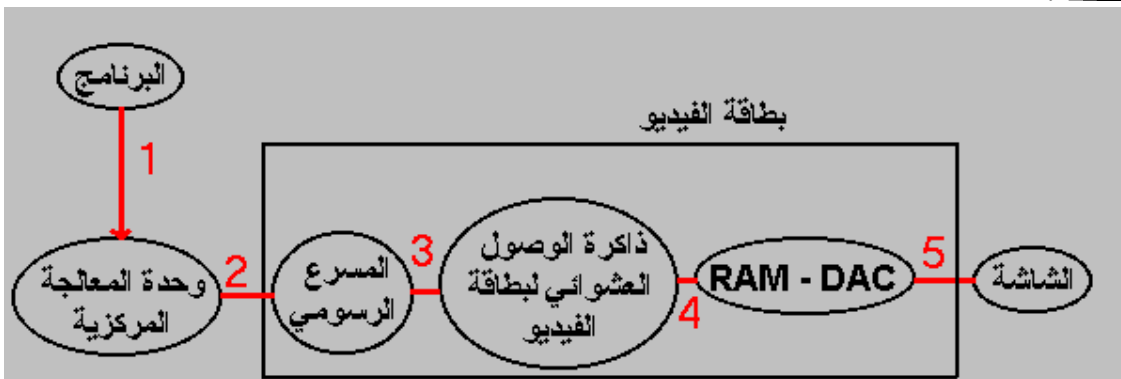 البرنامج
بطاقة الفيديو
1
وحدة المعالجة
المركزية
2
المسرع
الرسومي
3
ذاكرة الوصول
العشوائي لبطاقة
الفيديو
4
RAM - DAC
5
الشاشة